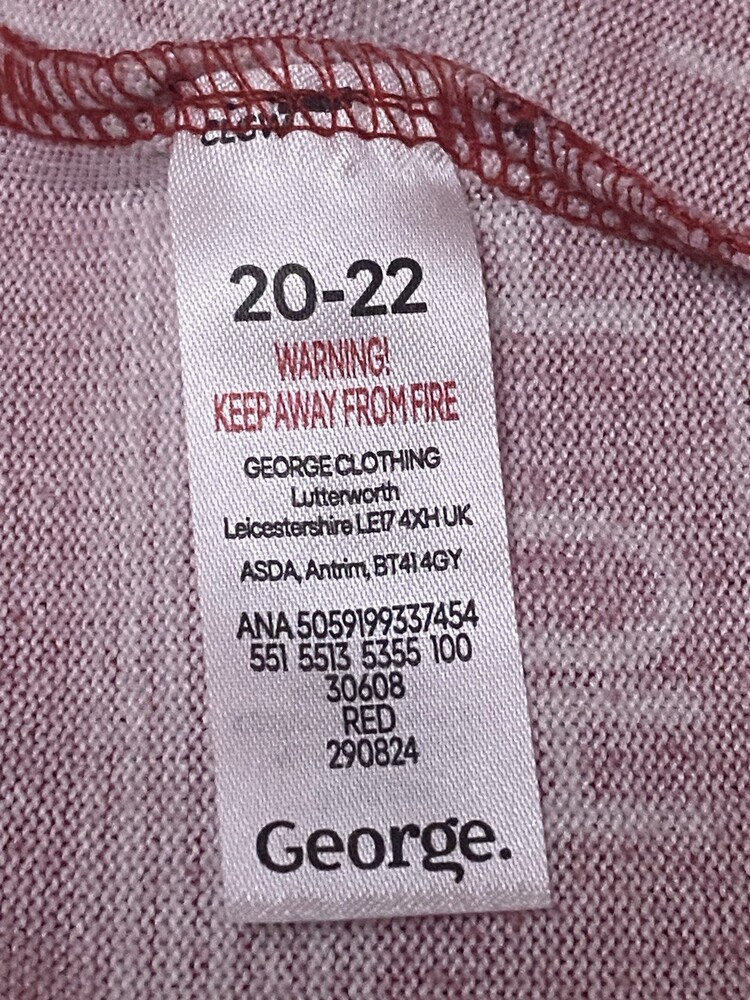 20-22
WARNING!
KEEP AWAY FROM FIRE
GEORGE CLOTHING
Lutterworth
Leicestershire LE17 4XH UK
ASDA, Antrim, BT41 4GY
ANA 5059199337454
551 5513 5355 100
30608
RED
290824
George.